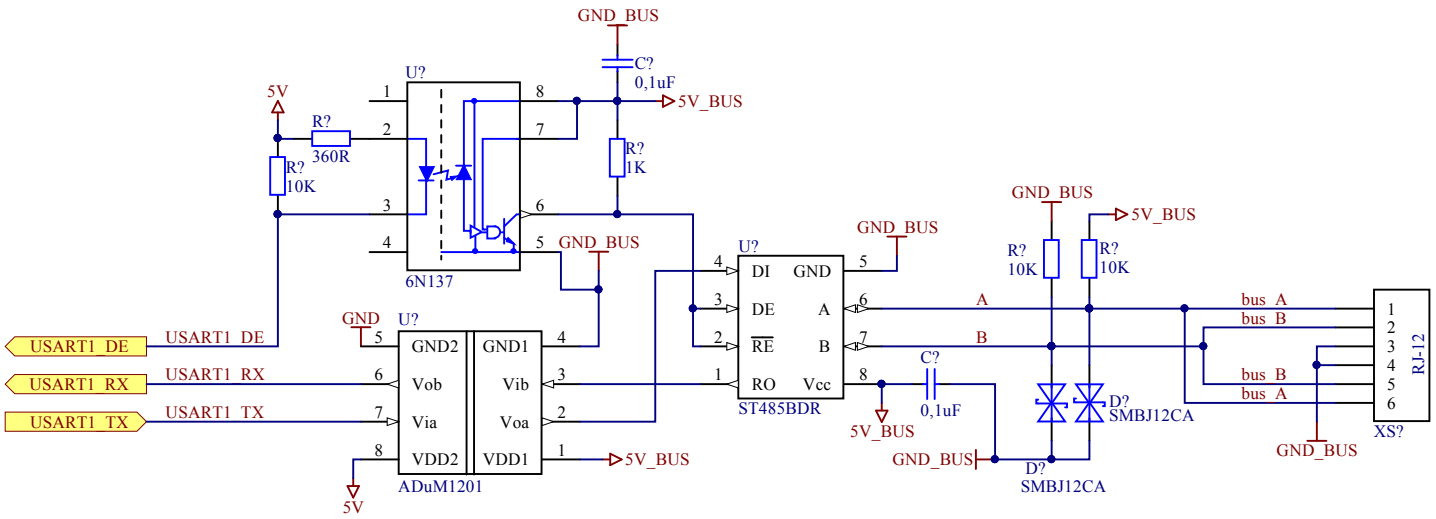 GND_BUS
U?
C?
0,1uF
5V
1
8
5V_BUS
R?
2
7
360R
R?
10K
R?
1K
3
6
4
5
GND_BUS
6N137
GND_BUS
5V_BUS
R?
10K
R?
10K
GND_BUS
U?
4
DI
GND
5
3
DE
A
6
A
2
RE
B
7
B
1
RO
Vcc
8
ST485BDR
C?
0,1uF
5V_BUS
GND
U?
5
GND2
GND1
4
6
Vob
Vib
3
7
Via
Voa
2
8
VDD2
VDD1
1
5V_BUS
ADuM1201
5V
USART1_DE
USART1_DE
USART1_RX
USART1_RX
USART1_TX
USART1_TX
bus_A
1
bus_B
2
3
4
bus_B
5
bus_A
6
RJ-12
XS?
GND_BUS
D?
SMBJ12CA
GND_BUS
D?
SMBJ12CA